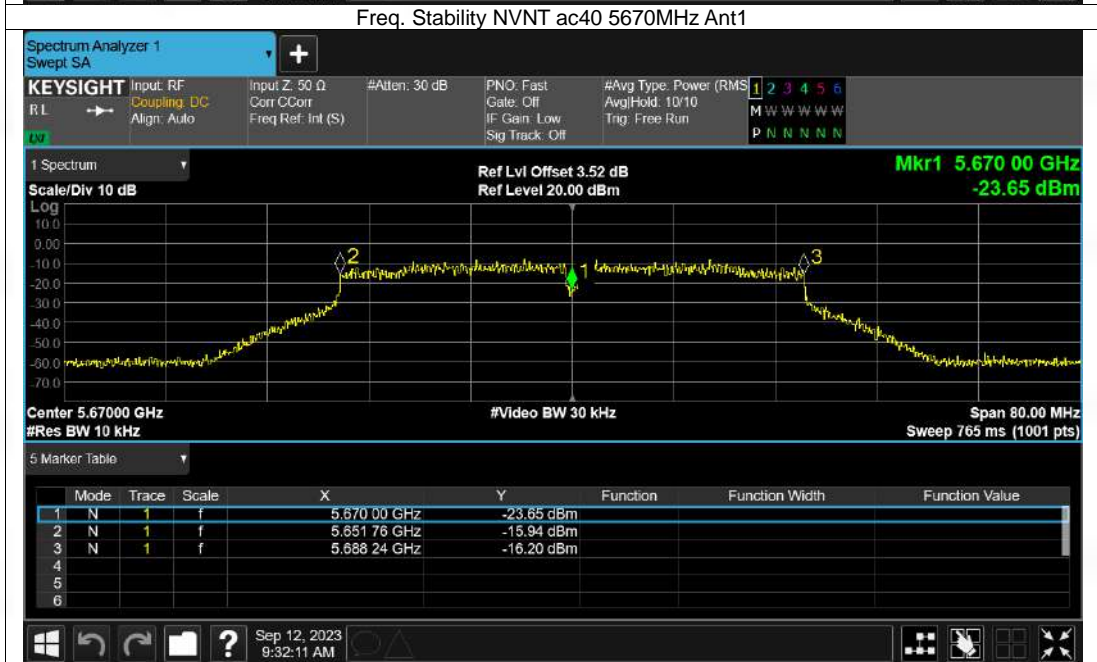 Freq. Stability NVNT ac40 5670MHz Ant1
Spectrum Analyzer 1
Swept SA
+
KEYSIGHT
RL
LXI
Input: RF
Coupling: DC
Align: Auto
Input Z: 50 Ω
Corr CCorr
Freq Ref: Int (S)
#Atten: 30 dB
PNO: Fast
Gate: Off
IF Gain: Low
Sig Track: Off
#Avg Type: Power (RMS
Avg|Hold: 10/10
Trig: Free Run
1 2 3 4 5 6
M W W W W W
P N N N N N
1 Spectrum
Scale/Div 10 dB
Ref Lvl Offset 3.52 dB
Ref Level 20.00 dBm
Mkr1 5.670 00 GHz
-23.65 dBm
Log
10.0
0.00
-10.0
-20.0
-30.0
-40.0
-50.0
-60.0
-70.0
2
1
3
Center 5.67000 GHz
#Res BW 10 kHz
#Video BW 30 kHz
Span 80.00 MHz
Sweep 765 ms (1001 pts)
5 Marker Table
Mode Trace Scale X Y Function Function Width Function Value
1 N 1 f 5.670 00 GHz -23.65 dBm
2 N 1 f 5.651 76 GHz -15.94 dBm
3 N 1 f 5.688 24 GHz -16.20 dBm
4
5
6
?
Sep 12, 2023
9:32:11 AM